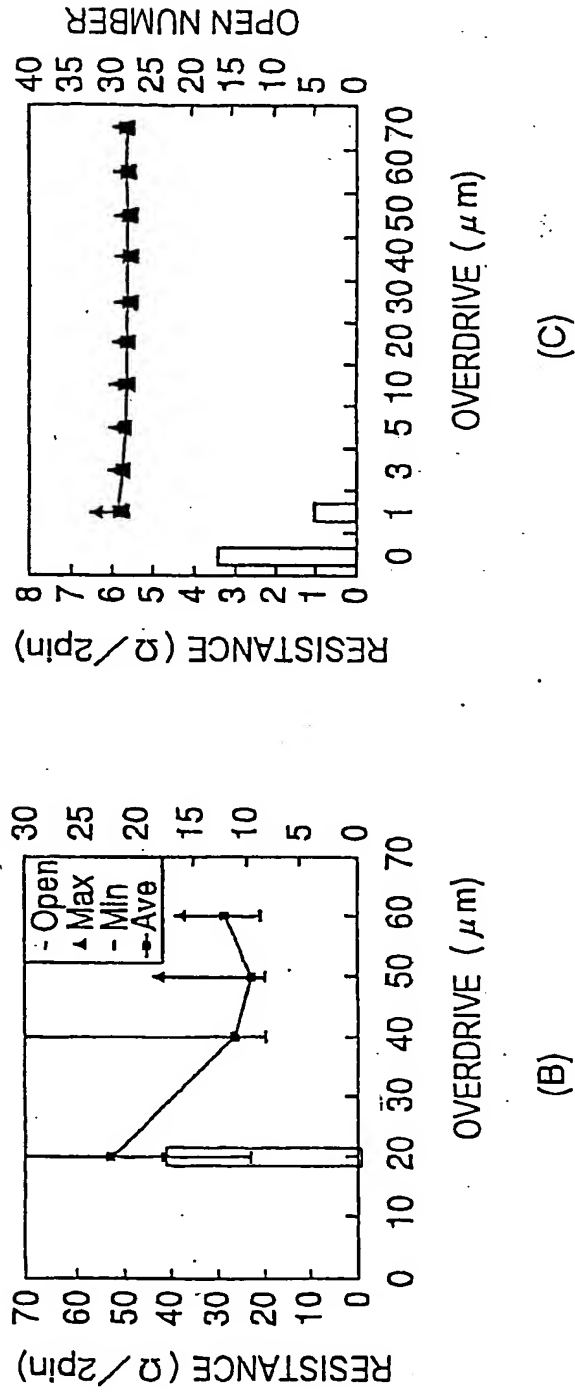 RESISTANCE (Ω/2pin)
70
60
50
40
30
20
10
0
30
25
20
15
10
5
0
Open
Max
Min
Ave
0 10 20 30 40 50 60 70
OVERDRIVE (μm)
(B)
RESISTANCE (Ω/2pin)
8
7
6
5
4
3
2
1
0
OPEN NUMBER
40
35
30
25
20
15
10
5
0
0 1 3 5 10 20 30 40 50 60 70
OVERDRIVE (μm)
(C)